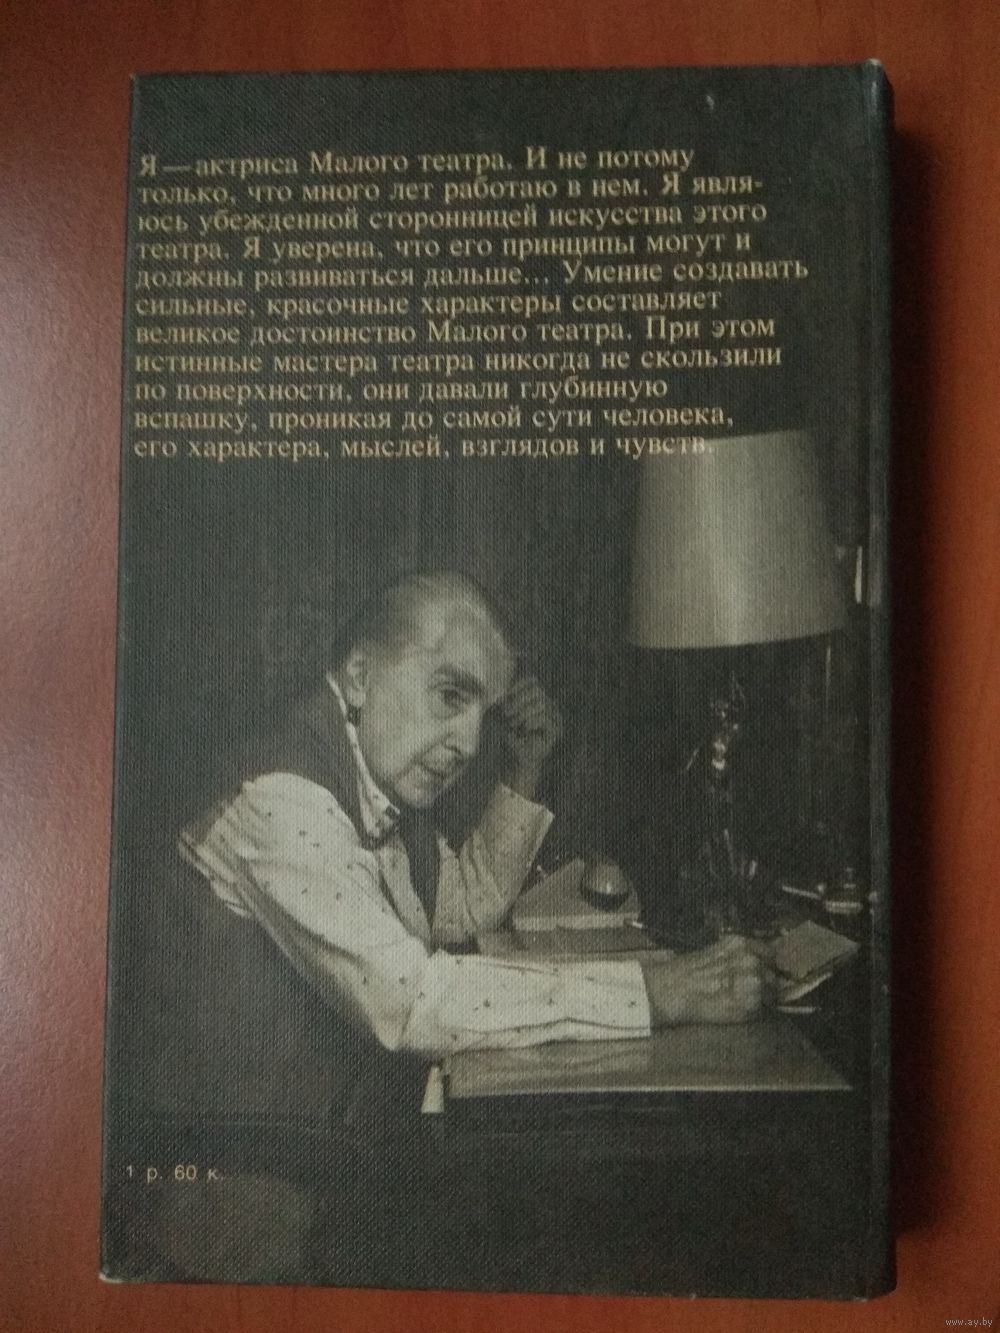 Я—актриса Малого театра. И не потому
только, что много лет работаю в нем. Я явля-
юсь убежденной сторонницей искусства этого
театра. Я уверена, что его принципы могут и
должны развиваться дальше... Умение создавать
сильные, красочные характеры составляет
великое достоинство Малого театра. При этом
истинные мастера театра никогда не скользили
по поверхности, они давали глубинную
вспашку, проникая до самой сути человека,
его характера, мыслей, взглядов и чувств.
1 р. 60 к.
www.ay.by